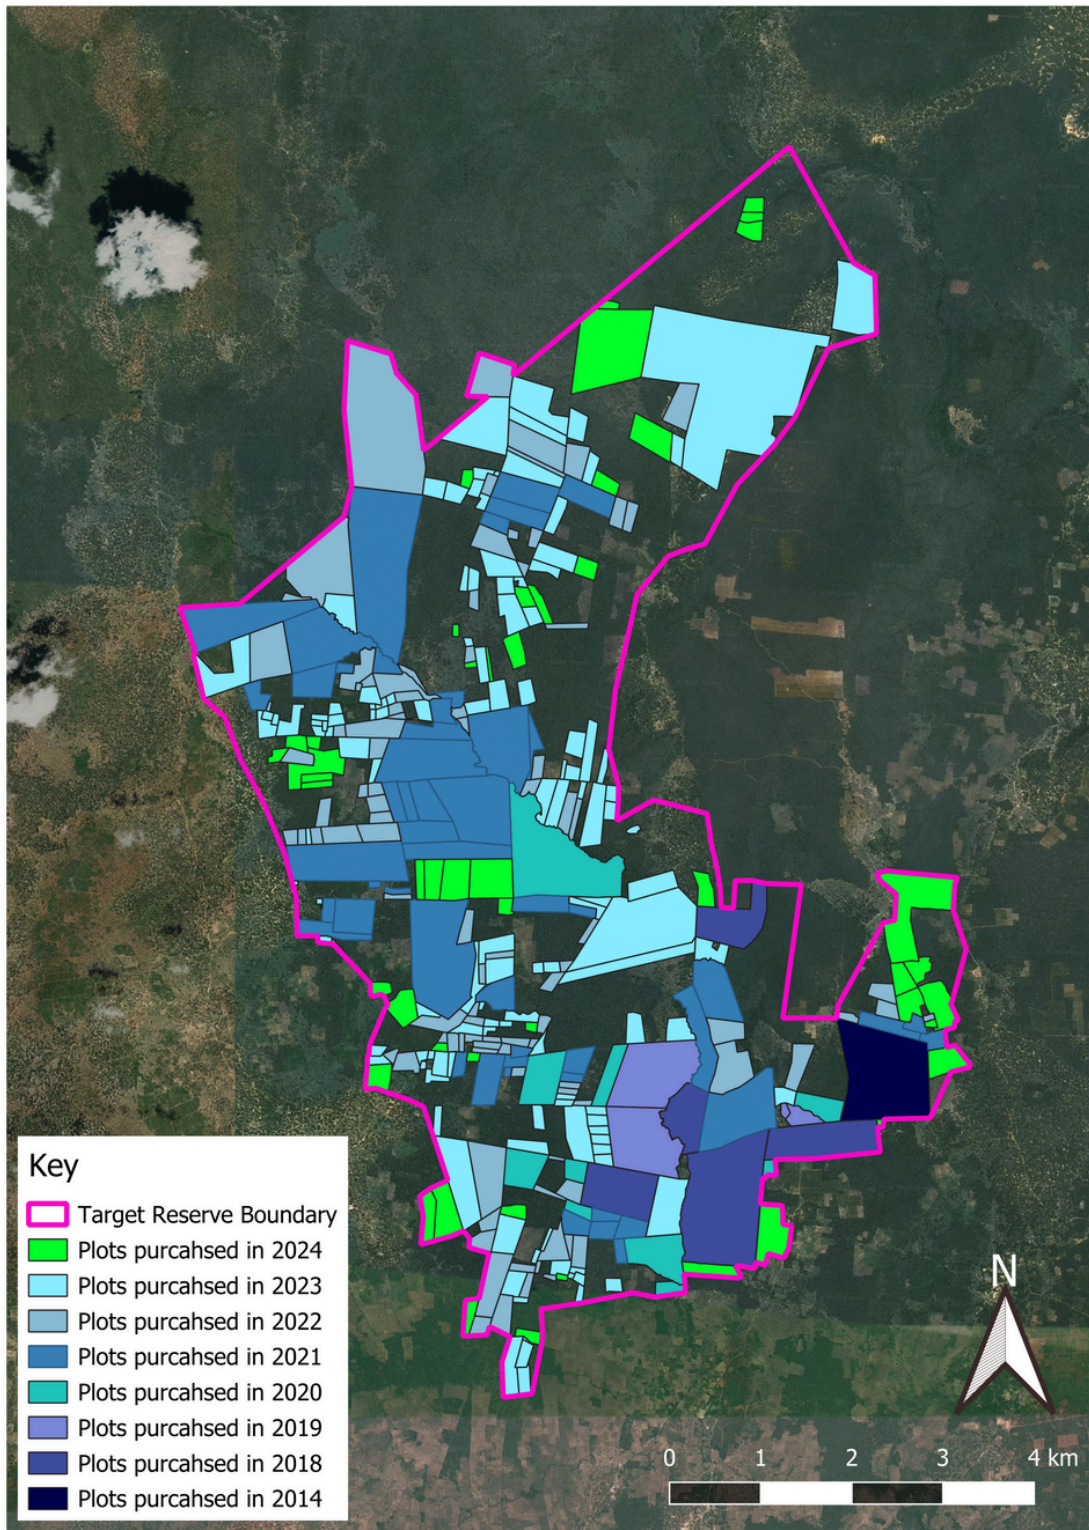 Key
Target Reserve Boundary
Plots purcahsed in 2024
Plots purcahsed in 2023
Plots purcahsed in 2022
Plots purcahsed in 2021
Plots purcahsed in 2020
Plots purcahsed in 2019
Plots purcahsed in 2018
Plots purcahsed in 2014
N
0 1 2 3 4 km